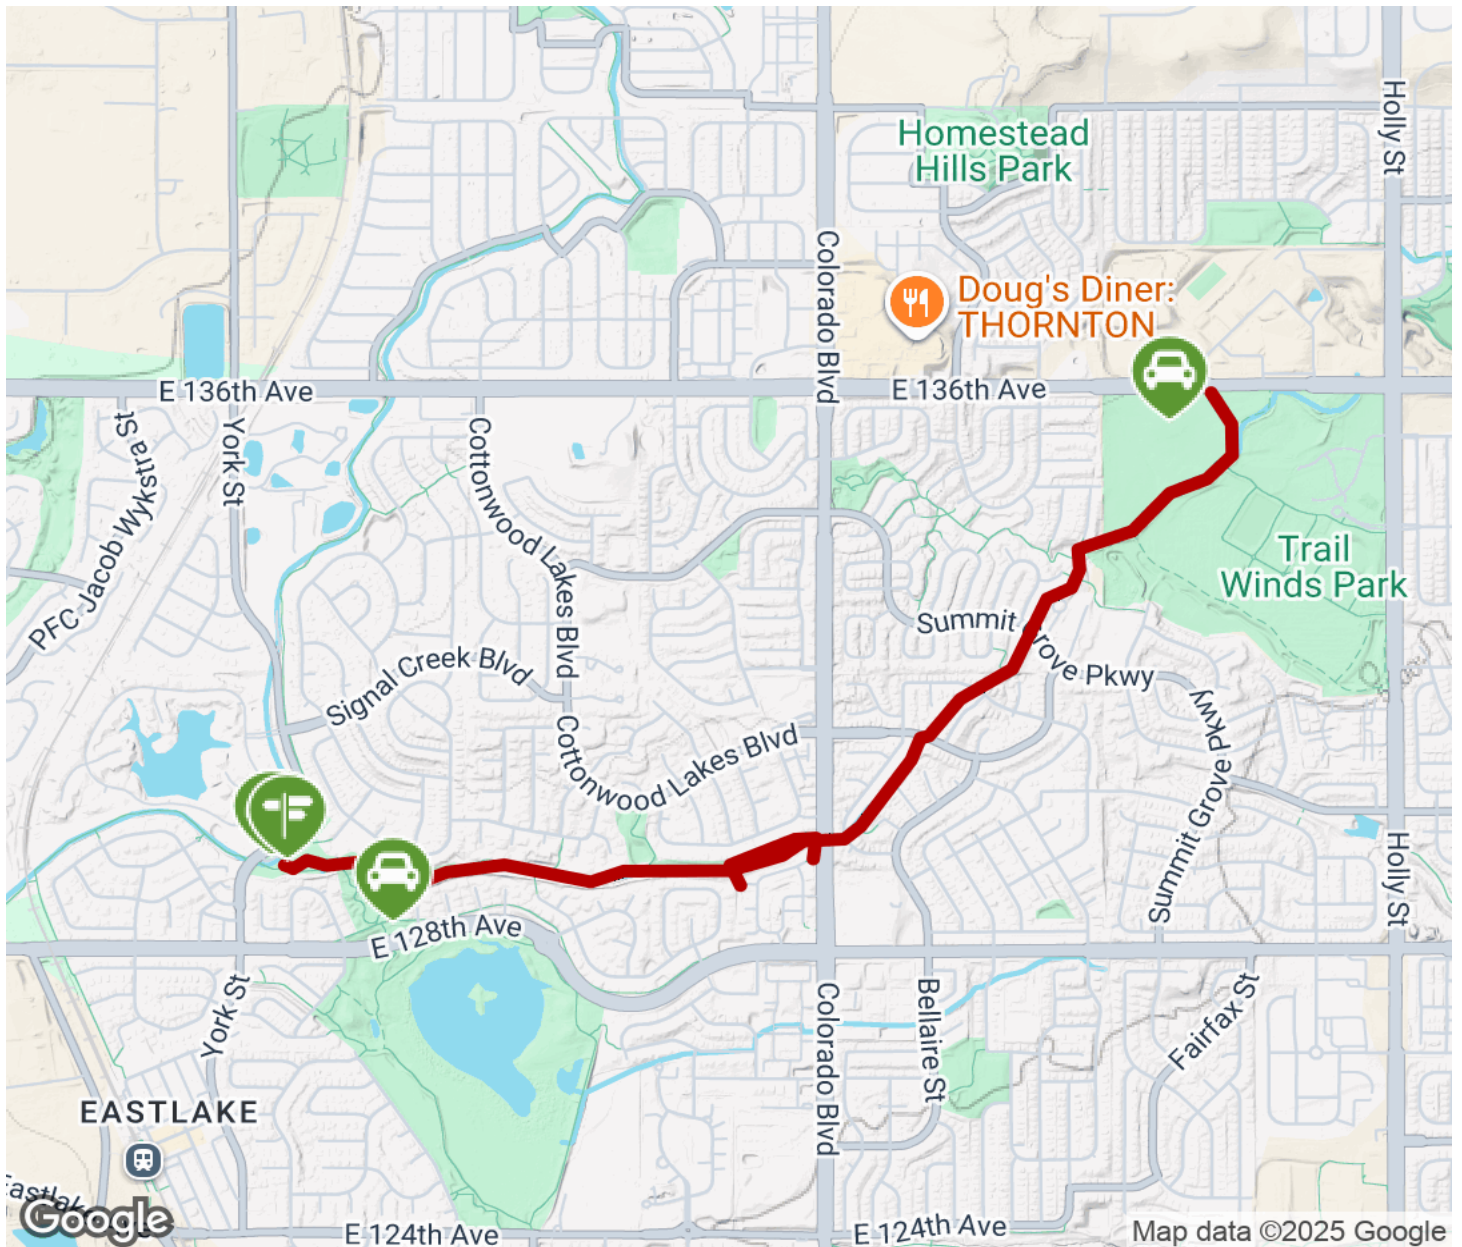 Holly St
Homestead
Hills Park
Colorado Blvd
Doug's Diner:
THORNTON
E 136th Ave
E 136th Ave
York St
Cottonwood Lakes Blvd
PFC Jacob Wykstra St
Trail
Winds Park
Summit Grove Pkwy
Signal Creek Blvd
Cottonwood Lakes Blvd
Summit Grove Pkwy
Holly St
E 128th Ave
York St
Colorado Blvd
Bellaire St
Fairfax St
EASTLAKE
Google
E 124th Ave
E 124th Ave
Map data ©2025 Google